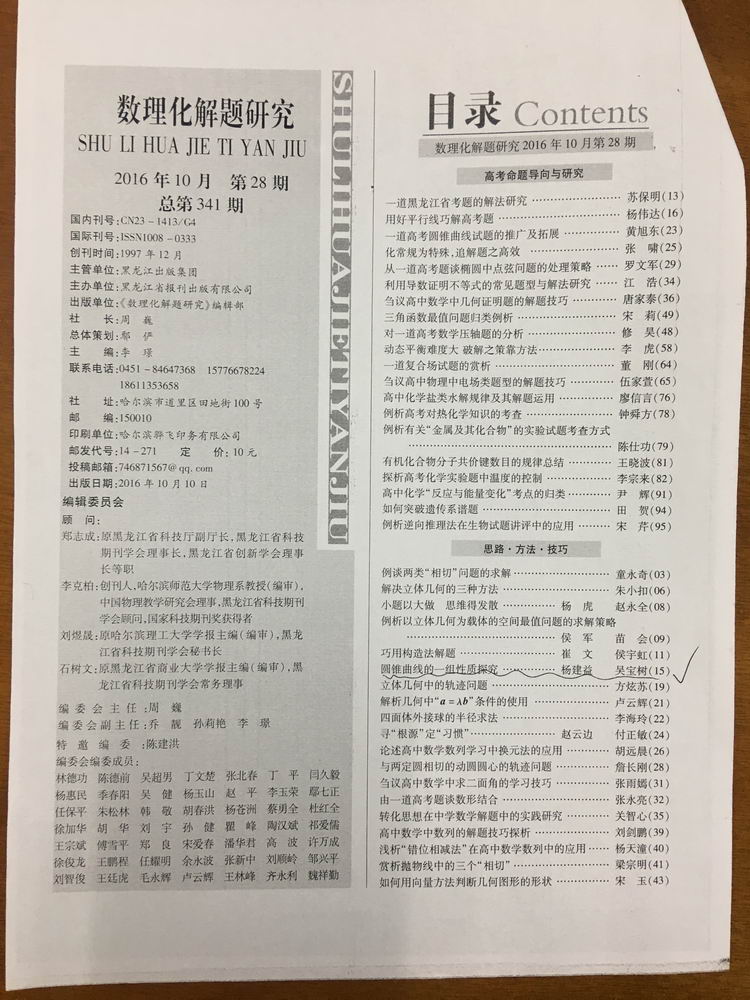 数理化解题研究
SHU LI HUA JIE TI YAN JIU
2016年10月 第28期
总第341期
国内刊号:CN23-1413/G4
国际刊号:ISSN1008-0333
创刊时间:1997年12月
主管单位:黑龙江出版集团
主办单位:黑龙江省报刊出版有限公司
出版单位:《数理化解题研究》编辑部
社 长:周 巍
总体策划:鄢 俨
主 编:李 璟
联系电话:0451-84647368 15776678224
18611353658
社 址:哈尔滨市道里区田地街100号
邮 编:150010
印刷单位:哈尔滨骅飞印务有限公司
邮发代号:14-271 定 价:10元
投稿邮箱:746871567@qq.com
出版日期:2016年10月10日
编辑委员会
顾 问:
郑志成:原黑龙江省科技厅副厅长,黑龙江省科技
期刊学会理事长,黑龙江省创新学会理事
长等职
李克柏:创刊人,哈尔滨师范大学物理系教授(编审),
中国物理教学研究会理事,黑龙江省科技期刊
学会顾问,国家科技期刊奖获得者
刘煜晟:原哈尔滨理工大学学报主编(编审),黑龙
江省科技期刊学会秘书长
石树文:原黑龙江省商业大学学报主编(编审),黑
龙江省科技期刊学会常务理事
编委会主任:周 巍
编委会副主任:乔 靓 孙莉艳 李 璟
特邀编委:陈建洪
编委会编委成员:
林德功 陈德前 吴超男 丁文楚 张北春 丁 平 闫久毅
杨惠民 季春阳 吴 健 杨玉山 赵 平 李玉荣 鄢七正
任保平 朱松林 韩 敬 胡春洪 杨苍洲 蔡勇全 杜红全
徐加华 胡 华 刘 宇 孙 健 瞿 峰 陶汉斌 祁爱儒
王宗斌 傅雪平 郑 良 宋爱春 潘华君 高 波 许万成
徐俊龙 王鹏程 任耀明 余水波 张新中 刘顺岭 邹兴平
刘智俊 王廷虎 毛永辉 卢云辉 王林峰 齐永利 魏祥勤
SHULIHUAJIETIYANJIU
目录 Contents
数理化解题研究2016年10月第28期
高考命题导向与研究
一道黑龙江省考题的解法研究 苏保明(13)
用好平行线巧解高考题 杨伟达(16)
一道高考圆锥曲线试题的推广及拓展 黄旭东(23)
化常规为特殊,追解题之高效 张 啸(25)
从一道高考题谈椭圆中点弦问题的处理策略 罗文军(29)
利用导数证明不等式的常见题型与解法研究 江 浩(34)
刍议高中数学中几何证明题的解题技巧 唐家泰(36)
三角函数最值问题归类例析 宋 莉(49)
对一道高考数学压轴题的分析 修 昊(48)
动态平衡难度大 破解之策靠方法 李 虎(58)
一道复合场试题的赏析 董 刚(64)
刍议高中物理中电场类题型的解题技巧 伍家萱(65)
高中化学盐类水解规律及其解题运用 廖信言(76)
例析高考对热化学知识的考查 钟舜方(78)
例析有关“金属及其化合物”的实验试题考查方式
陈仕功(79)
有机化合物分子共价键数目的规律总结 王晓波(81)
探析高考化学实验题中温度的控制 李宗来(82)
高中化学“反应与能量变化”考点的归类 尹 辉(91)
如何突破遗传系谱题 田 贺(94)
例析逆向推理法在生物试题讲评中的应用 宋 芹(95)
思路·方法·技巧
例谈两类“相切”问题的求解 童永奇(03)
解决立体几何的三种方法 朱小扣(06)
小题以大做 思维得发散 杨 虎 赵永全(08)
例析以立体几何为载体的空间最值问题的求解策略
侯 军 苗 会(09)
巧用构造法解题 崔 文 侯宇虹(11)
圆锥曲线的一组性质探究 杨建益 吴宝树(15)
立体几何中的轨迹问题 方炫苏(19)
解析几何中“a=λb”条件的使用 卢云辉(21)
四面体外接球的半径求法 李海玲(22)
寻“根源”定“习惯” 赵云边 付正敏(24)
论述高中数学数列学习中换元法的应用 胡远晨(26)
与两定圆相切的动圆圆心的轨迹问题 詹长刚(28)
刍议高中数学中求二面角的学习技巧 张雨嫣(31)
由一道高考题谈数形结合 张水亮(32)
转化思想在中学数学解题中的实践研究 关智心(35)
高中数学中数列的解题技巧探析 刘剑鹏(39)
浅析“错位相减法”在高中数学数列中的应用 杨天潼(40)
赏析抛物线中的三个“相切” 梁宗明(41)
如何用向量方法判断几何图形的形状 宋 玉(43)